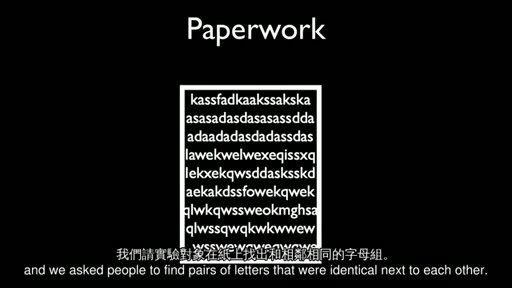 Paperwork
kassfadkaakssakska
asasadasdasasassdda
adaadadasdadassdas
lawekwelwexeqissxq
lekxekqwsddasksskd
aekakdssfowekqwek
qlwkqwssweokmghsa
qlwssqwqkwkwwew
我們請實驗對象在紙上找出和相鄰相同的字母組。
and we asked people to find pairs of letters that were identical next to each other.